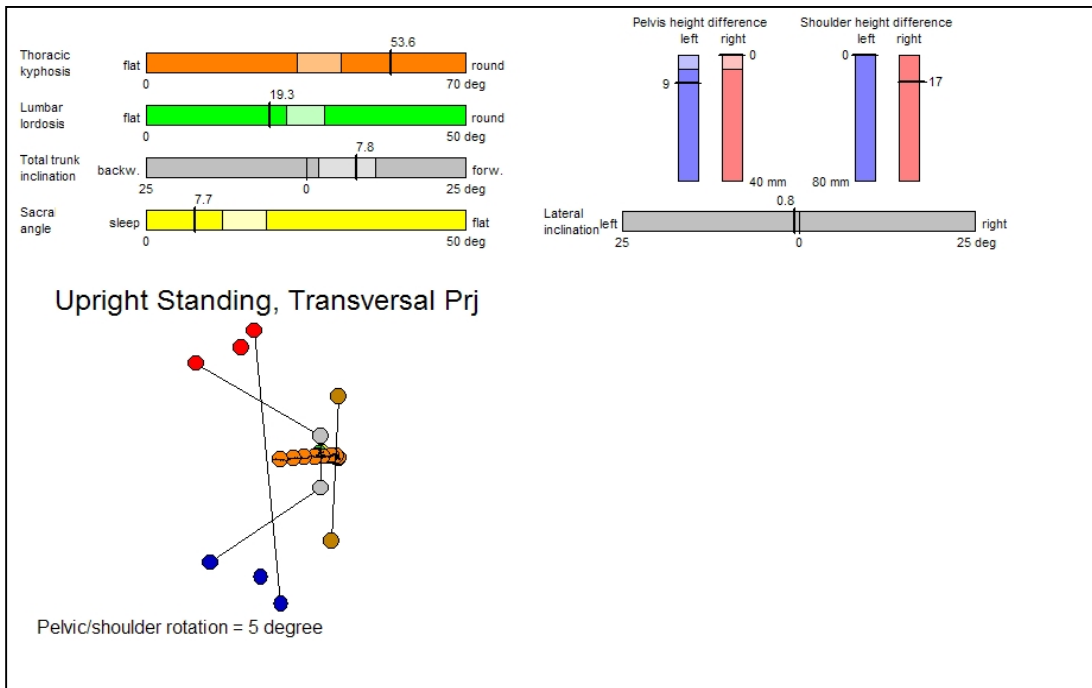 Thoracic kyphosis
flat
53.6
round
0
70 deg
Lumbar lordosis
flat
19.3
round
0
50 deg
Total trunk inclination
backw.
7.8
forw.
25
0
25 deg
Sacral angle
sleep
7.7
flat
0
50 deg
Pelvis height difference
left
right
0
9
40 mm
Shoulder height difference
left
right
0
17
80 mm
Lateral inclination
left
0.8
right
25
0
25 deg
Upright Standing, Transversal Prj
Pelvic/shoulder rotation = 5 degree